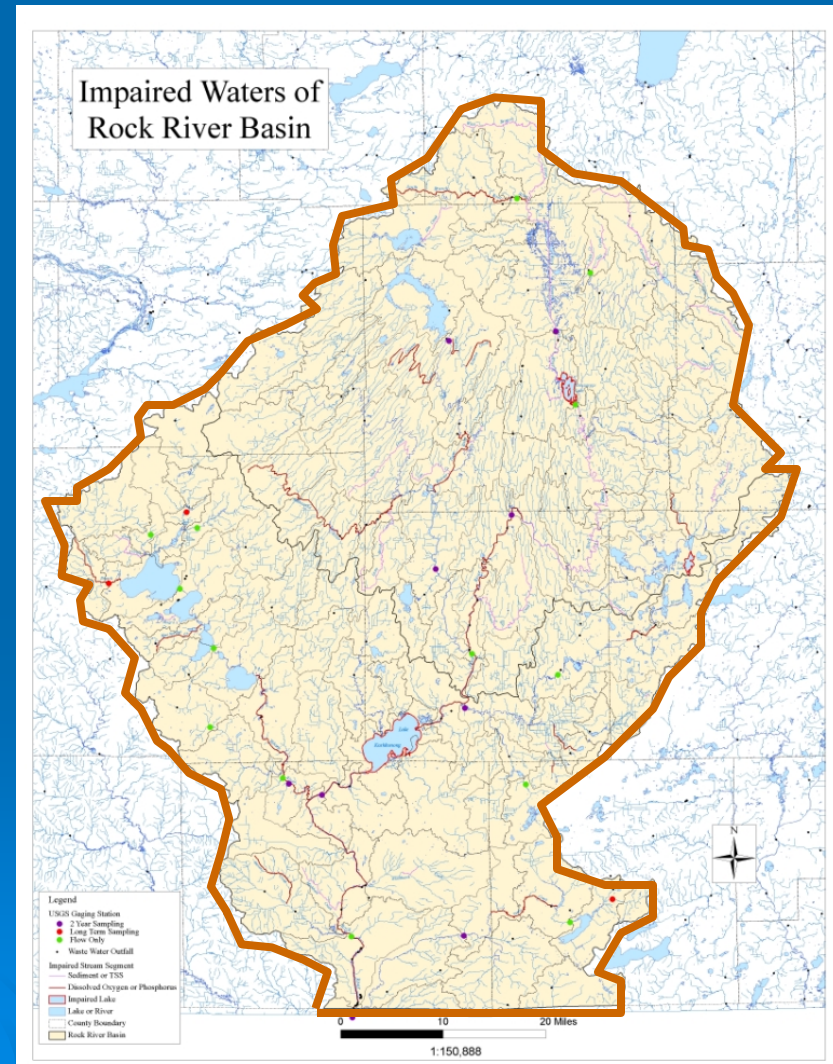 Impaired Waters of
Rock River Basin
Lake
Koshkonong
N
Legend
USGS Gaging Station
2 Year Sampling
Long Term Sampling
Flow Only
Waste Water Outfall
Impaired Stream Segment
Sediment or TSS
Dissolved Oxygen or Phosphorus
Impaired Lake
Lake or River
County Boundary
Rock River Basin
0 10 20 Miles
1:150,888